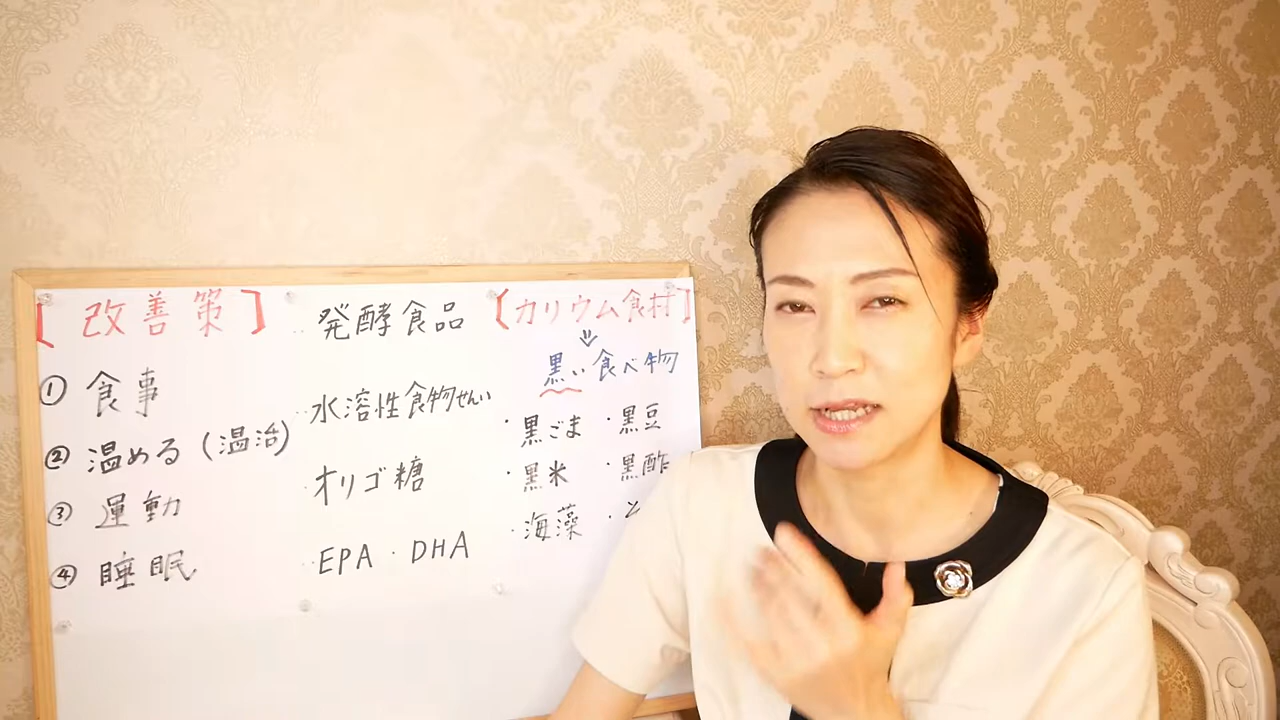 【改善策】
① 食事
② 温める(温治)
③ 運動
④ 睡眠
発酵食品
水溶性食物せんい
オリゴ糖
EPA・DHA
【カリウム食材】
黒い食べ物
・黒ごま ・黒豆
・黒米 ・黒酢
・海藻